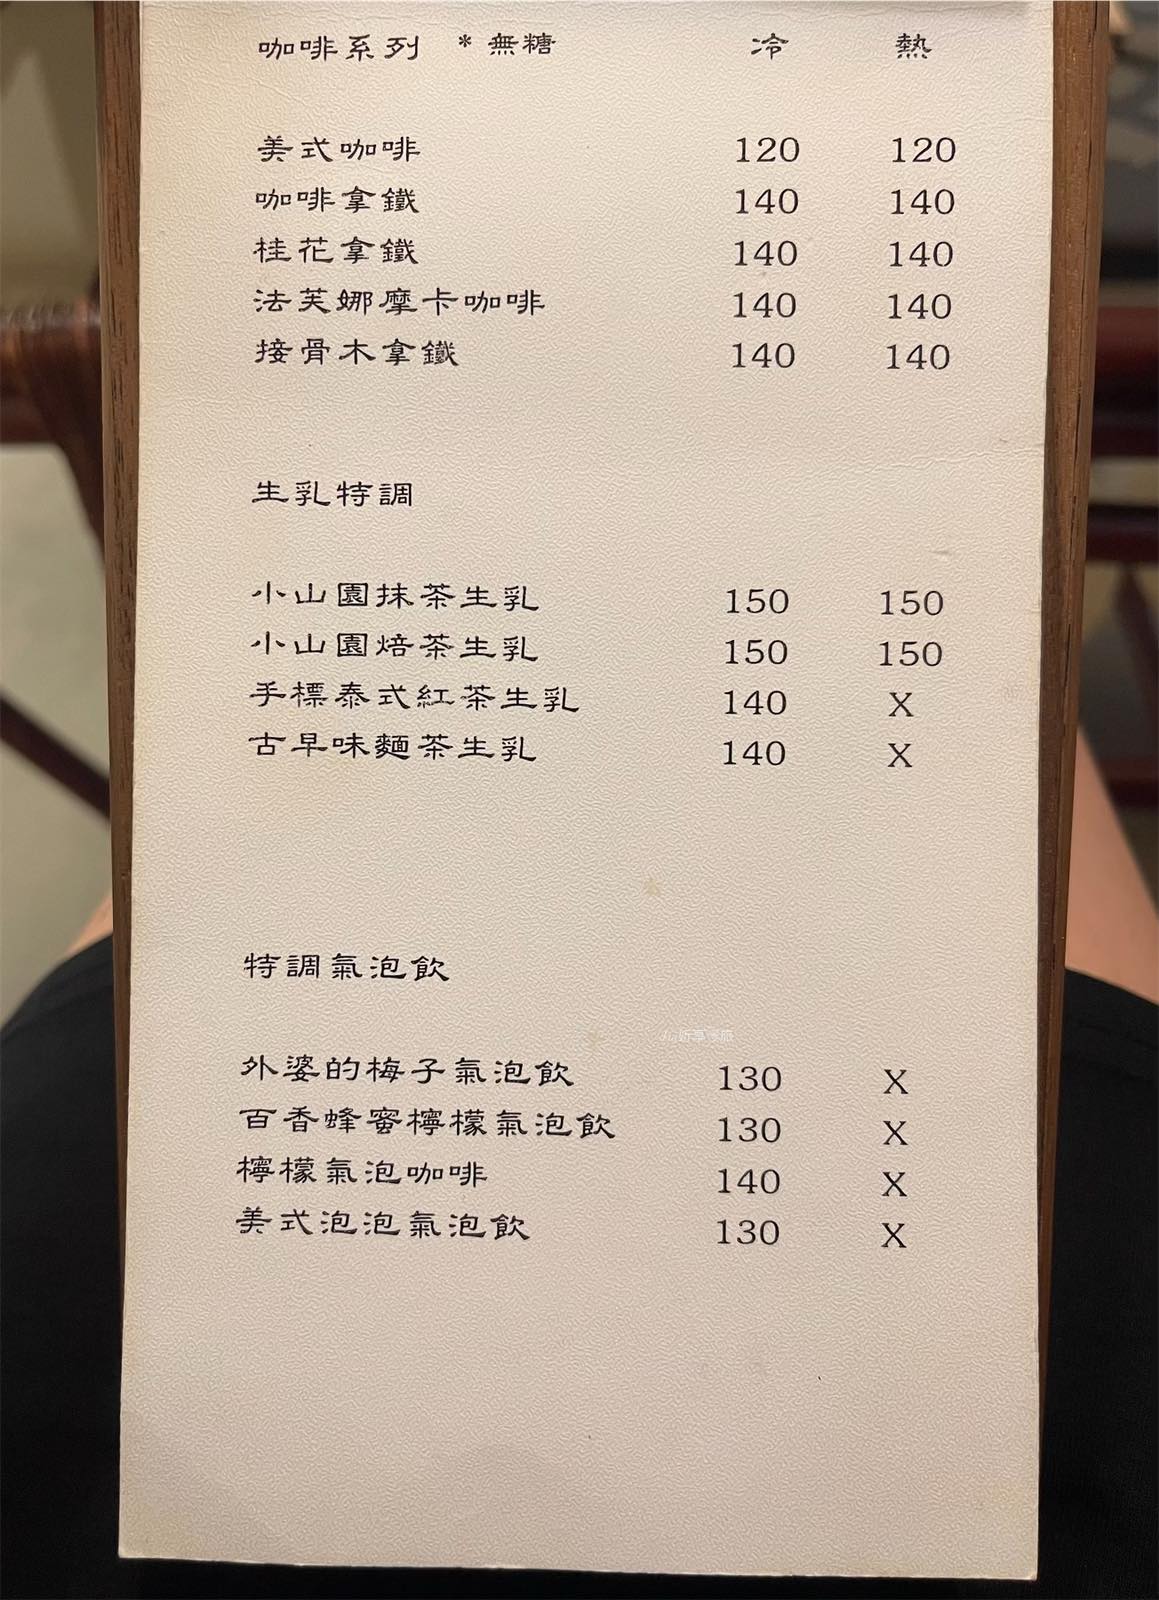 咖啡系列 * 無糖 冷 熱
美式咖啡 120 120
咖啡拿鐵 140 140
桂花拿鐵 140 140
法芙娜摩卡咖啡 140 140
接骨木拿鐵 140 140
生乳特調
小山園抹茶生乳 150 150
小山園焙茶生乳 150 150
手標泰式紅茶生乳 140 X
古早味麵茶生乳 140 X
特調氣泡飲
外婆的梅子氣泡飲 130 X
百香蜂蜜檸檬氣泡飲 130 X
檸檬氣泡咖啡 140 X
美式泡泡氣泡飲 130 X